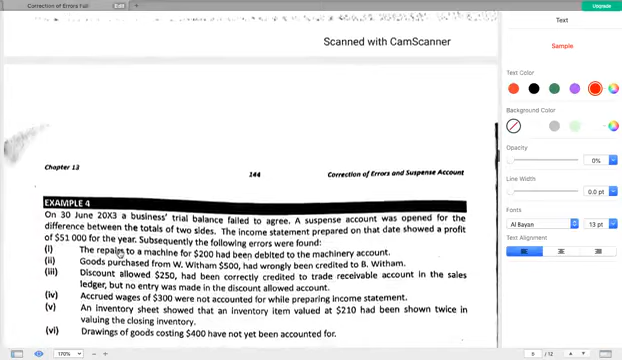 Correction of Errors Full
Edit
+
Upgrade
Text
Sample
Text Color
Background Color
Opacity
0%
Line Width
0.0 pt
Fonts
Al Bayan
13 pt
Text Alignment
Scanned with CamScanner
Chapter 13
144
Correction of Errors and Suspense Account
EXAMPLE 4
On 30 June 20X3 a business' trial balance failed to agree. A suspense account was opened for the
difference between the totals of two sides. The income statement prepared on that date showed a profit
of $51 000 for the year. Subsequently the following errors were found:
(i) The repairs to a machine for $200 had been debited to the machinery account.
(ii) Goods purchased from W. Witham $500, had wrongly been credited to B. Witham.
(iii) Discount allowed $250, had been correctly credited to trade receivable account in the sales
ledger, but no entry was made in the discount allowed account.
(iv) Accrued wages of $300 were not accounted for while preparing income statement.
(v) An inventory sheet showed that an inventory item valued at $210 had been shown twice in
valuing the closing inventory.
(vi) Drawings of goods costing $400 have not yet been accounted for.
170%
- +
/ 12